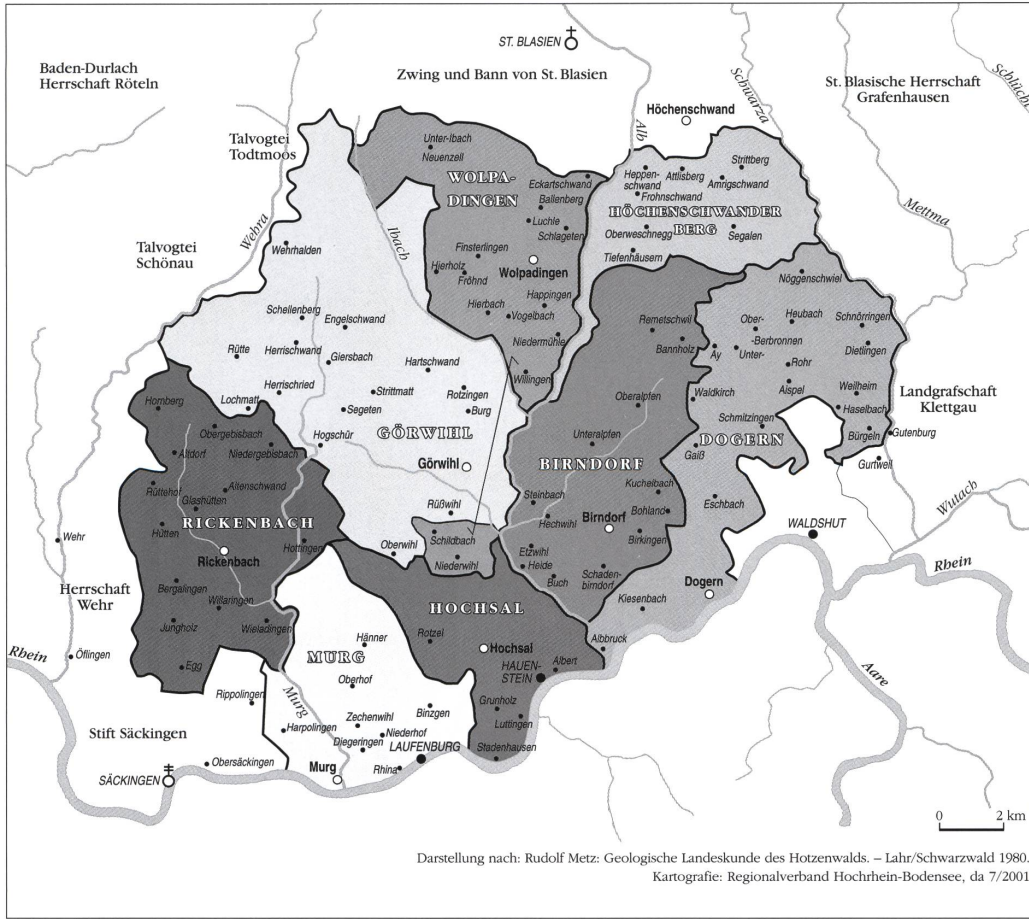 ST. BLASIEN
Baden-Durlach
Herrschaft Röteln
Zwing und Bann von St. Blasien
St. Blasische Herrschaft
Grafenhausen
Schwarza
Höchenschwand
Alb
Talvogtei
Todtmoos
Unter-Ibach
Neuenzell
WOLPA-
DINGEN
Eckartschwand
Ballenberg
Luchle
Schlageten
Finsterlingen
Hierholz
Fröhnd
Wolpadingen
Happingen
Hierbach
Vogelbach
Niedermühle
Willingen
Strittberg
Heppen-
schwand
Attlisberg
Amrigschwand
Frohnschwand
HÖCHENSCHWANDER
BERG
Oberweschnegg
Segalen
Tiefenhäusern
Mettma
Wehra
Ibach
Talvogtei
Schönau
Wehrhalden
Schellenberg
Engelschwand
Rütte
Herrischwand
Giersbach
Hartschwand
Herrischried
Strittmatt
Rotzingen
Burg
Lochmatt
Segeten
Hogschür
GÖRWIHL
Görwihl
Rüßwihl
Oberwihl
Schildbach
Niederwihl
Nöggenschwiel
Remetschwil
Bannholz
Ay
Ober-
-Berbronnen
Unter-
Heubach
Schnörringen
Dietlingen
Rohr
Aispel
Weilheim
Haselbach
Bürgeln
Gutenburg
Gurtweil
Landgrafschaft
Klettgau
Waldkirch
Schmitzingen
DOGERN
Gaiß
Eschbach
Oberalpfen
Unteralpfen
BIRNDORF
Kuchelbach
Steinbach
Bohland
Hechwihl
Birndorf
Birkingen
Etzwihl
Heide
Buch
Schaden-
birndorf
Kiesenbach
Dogern
Albbruck
WALDSHUT
Wutach
Rhein
Aare
Homberg
Obergebisbach
Altdorf
Niedergebisbach
Rüttehof
Altenschwand
Glashütten
RICKENBACH
Hütten
Rickenbach
Hottingen
Bergalingen
Willaringen
Jungholz
Wieladingen
Egg
Wehr
Herrschaft
Wehr
Öflingen
Rhein
HOCHSAL
Rotzel
Hochsal
HAUEN-
STEIN
Albert
Grunholz
Luttingen
Stadenhausen
MURG
Hänner
Oberhof
Murg
Rippolingen
Harpolingen
Zechenwihl
Binzgen
Niederhof
Diegeringen
LAUFENBURG
Rhina
Murg
Stift Säckingen
Obersäckingen
SÄCKINGEN
0 2 km
Darstellung nach: Rudolf Metz: Geologische Landeskunde des Hotzenwalds. – Lahr/Schwarzwald 1980.
Kartografie: Regionalverband Hochrhein-Bodensee, da 7/2001